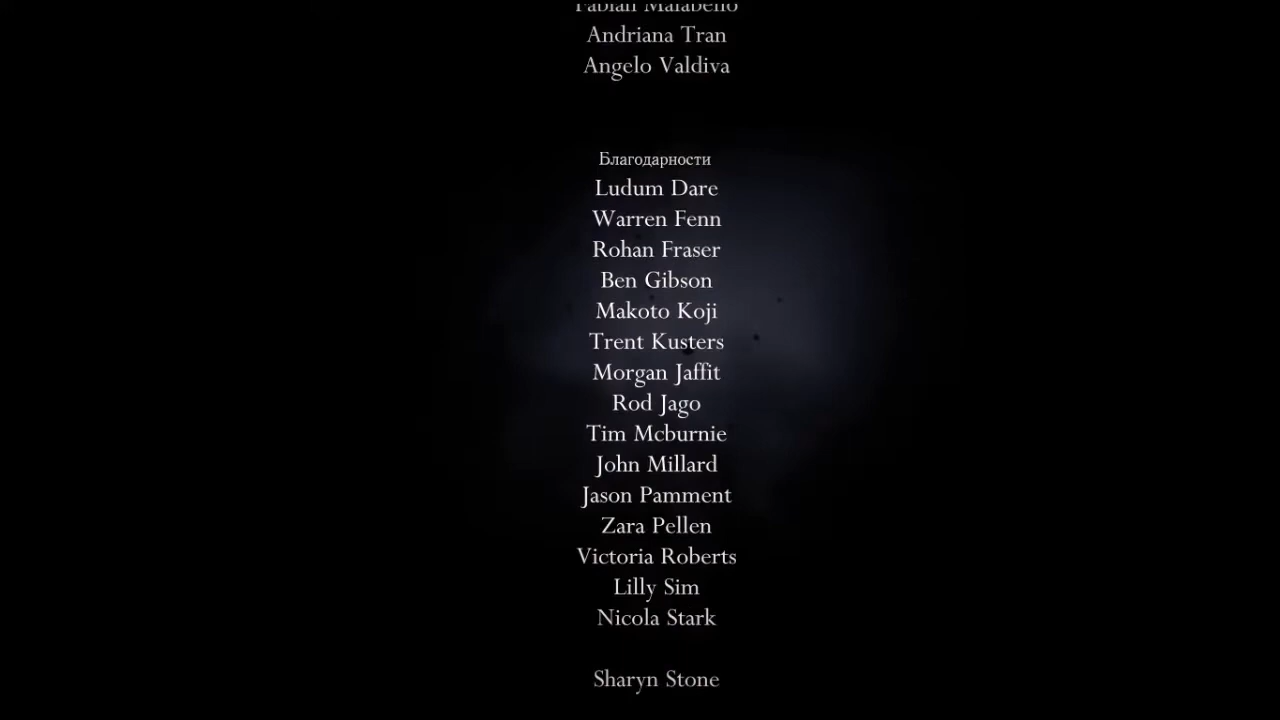 Andriana Tran
Angelo Valdiva
Благодарности
Ludum Dare
Warren Fenn
Rohan Fraser
Ben Gibson
Makoto Koji
Trent Kusters
Morgan Jaffit
Rod Jago
Tim Mcburnie
John Millard
Jason Pamment
Zara Pellen
Victoria Roberts
Lilly Sim
Nicola Stark
Sharyn Stone